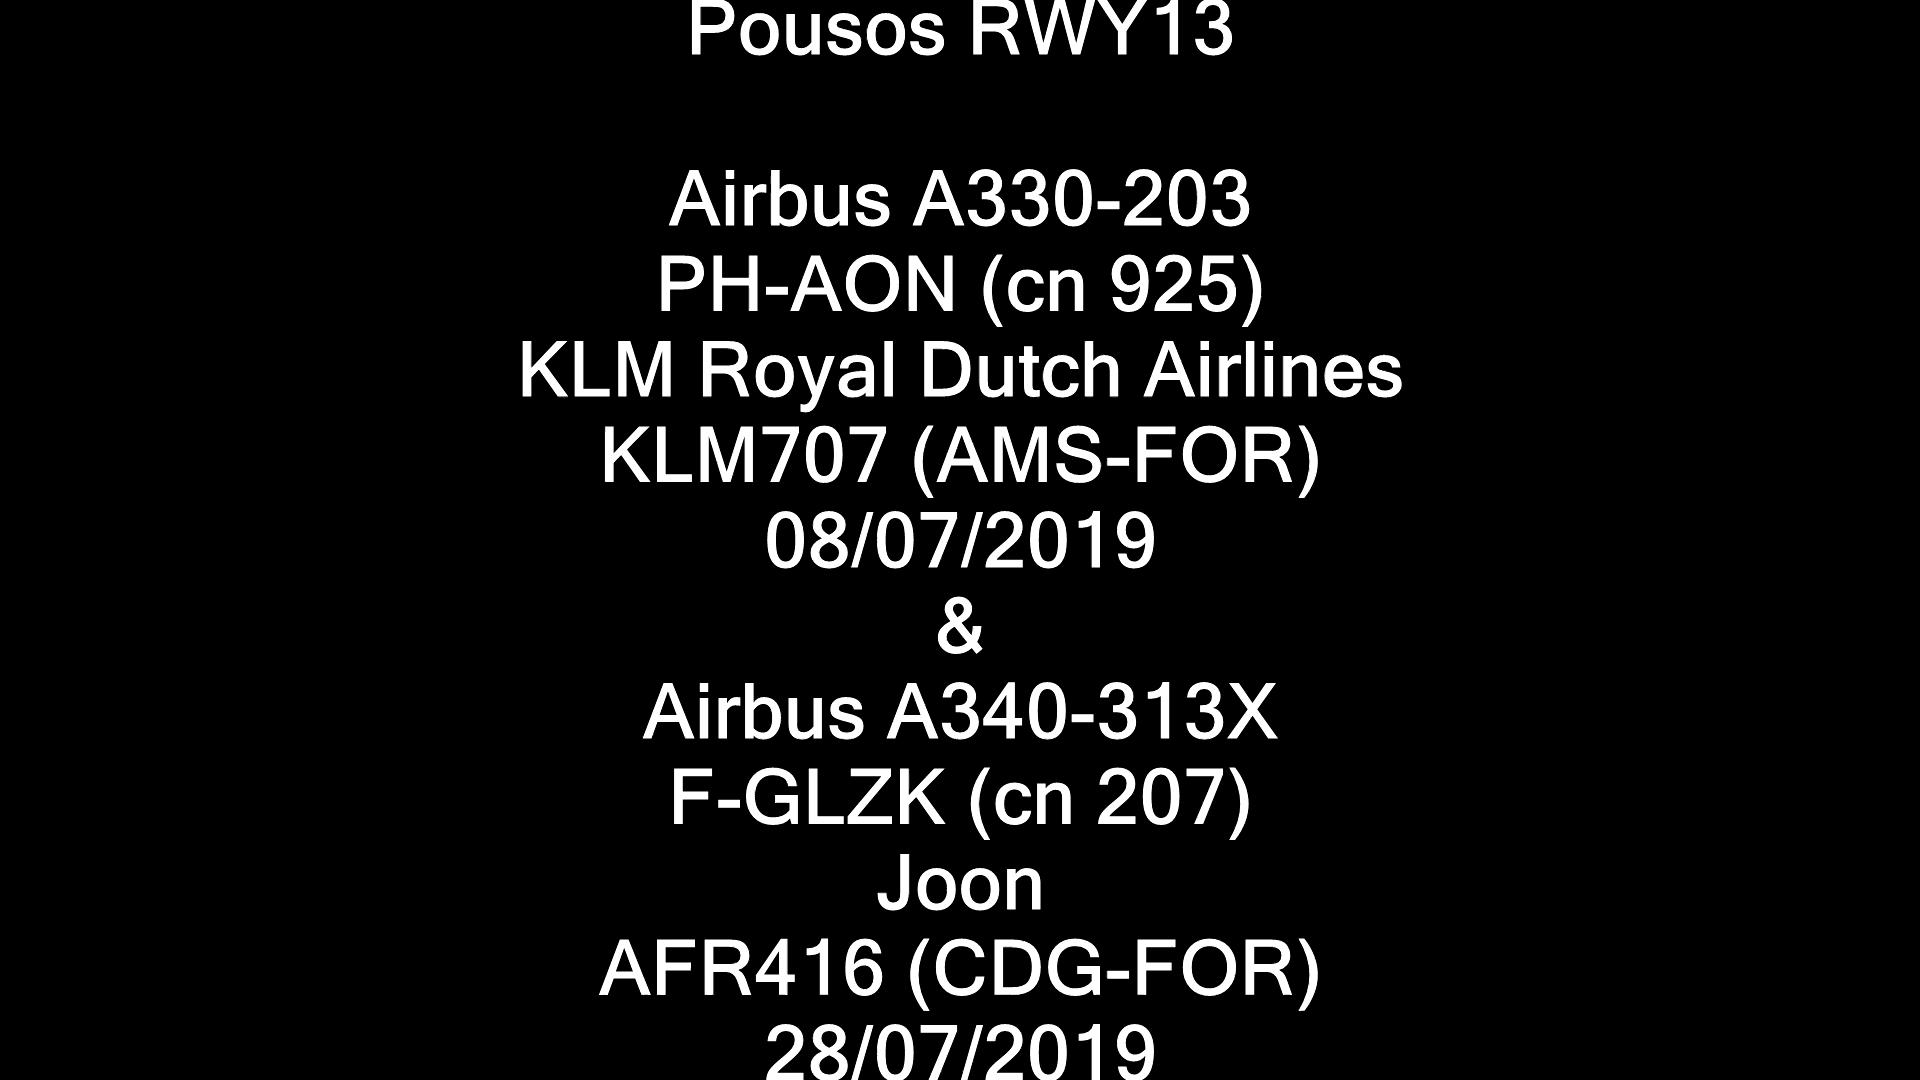 Pousos RWY13
Airbus A330-203
PH-AON (cn 925)
KLM Royal Dutch Airlines
KLM707 (AMS-FOR)
08/07/2019
&
Airbus A340-313X
F-GLZK (cn 207)
Joon
AFR416 (CDG-FOR)
28/07/2019